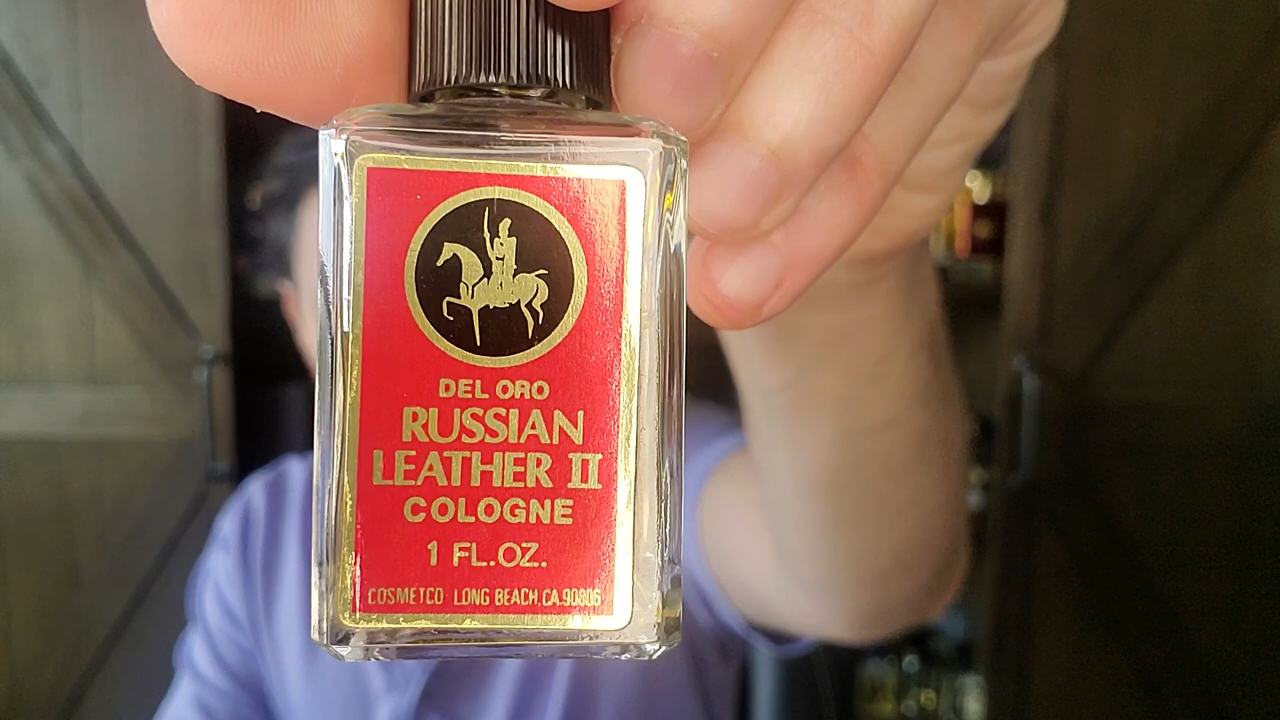 DEL ORO
RUSSIAN
LEATHER II
COLOGNE
1 FL.OZ.
COSMETCO LONG BEACH, CA. 90806